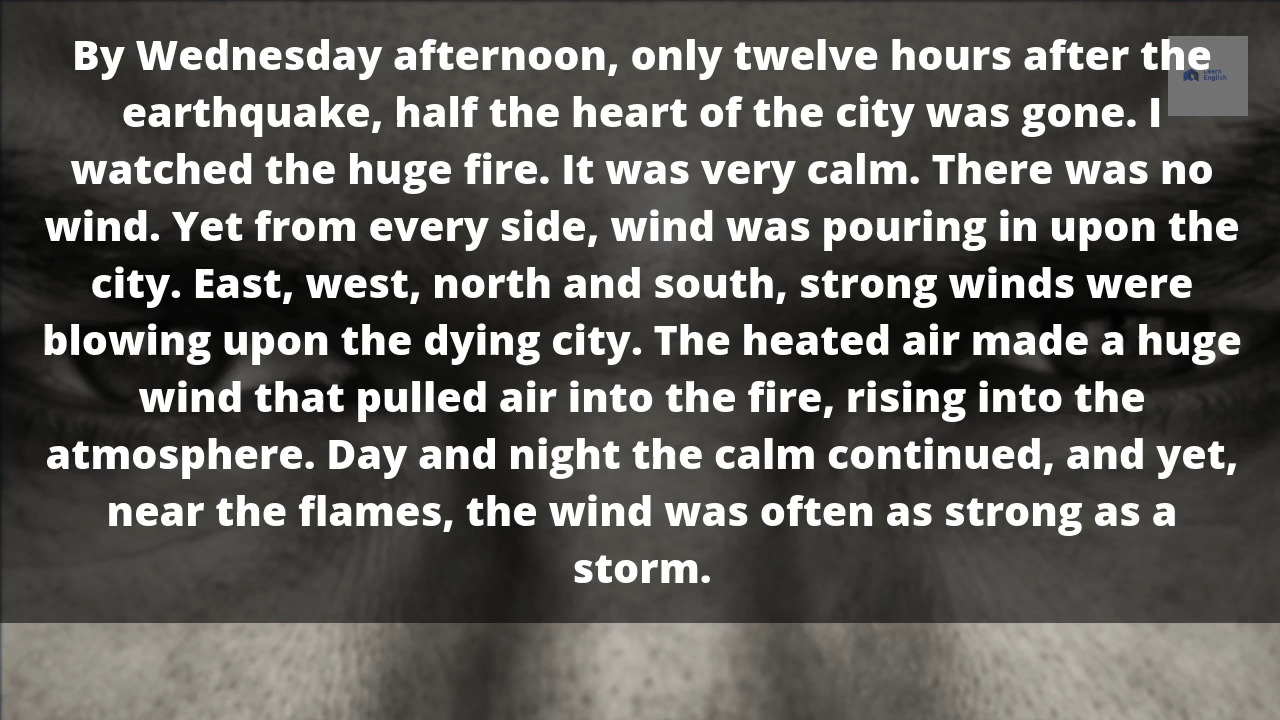 By Wednesday afternoon, only twelve hours after the
earthquake, half the heart of the city was gone. I
watched the huge fire. It was very calm. There was no
wind. Yet from every side, wind was pouring in upon the
city. East, west, north and south, strong winds were
blowing upon the dying city. The heated air made a huge
wind that pulled air into the fire, rising into the
atmosphere. Day and night the calm continued, and yet,
near the flames, the wind was often as strong as a
storm.
Learn
English